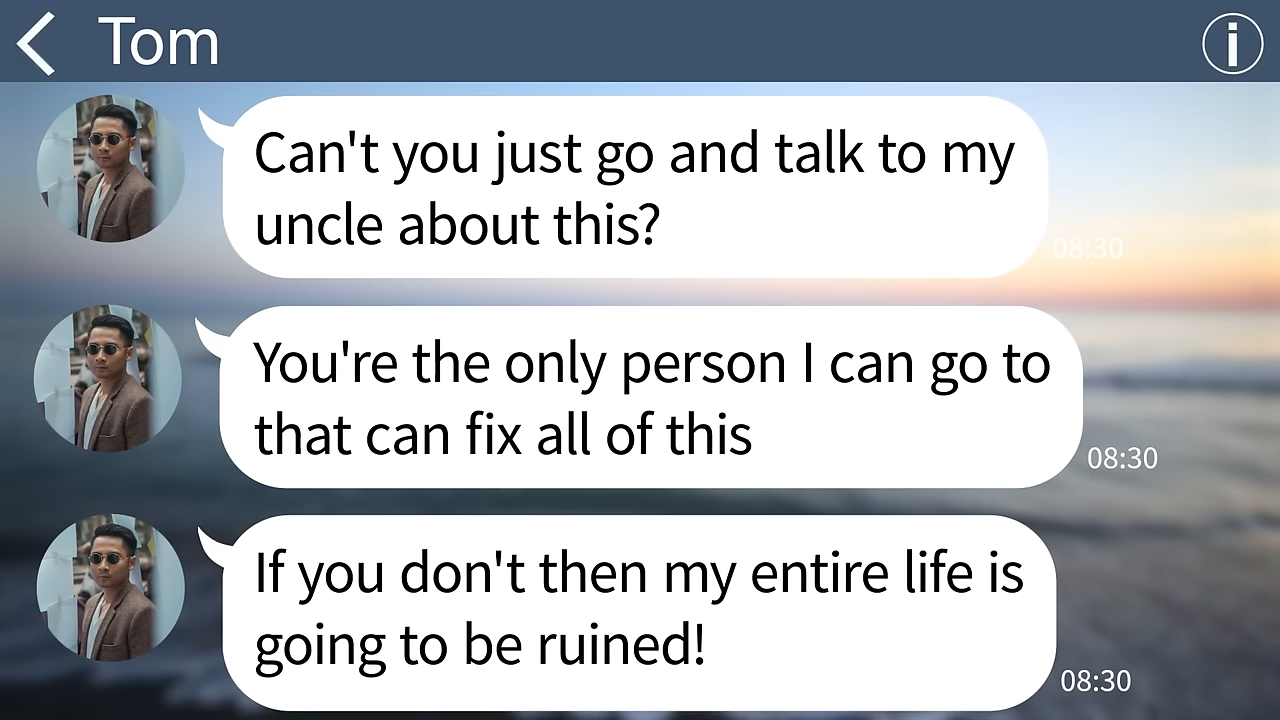 Tom
Can't you just go and talk to my
uncle about this?
08:30
You're the only person I can go to
that can fix all of this
08:30
If you don't then my entire life is
going to be ruined!
08:30